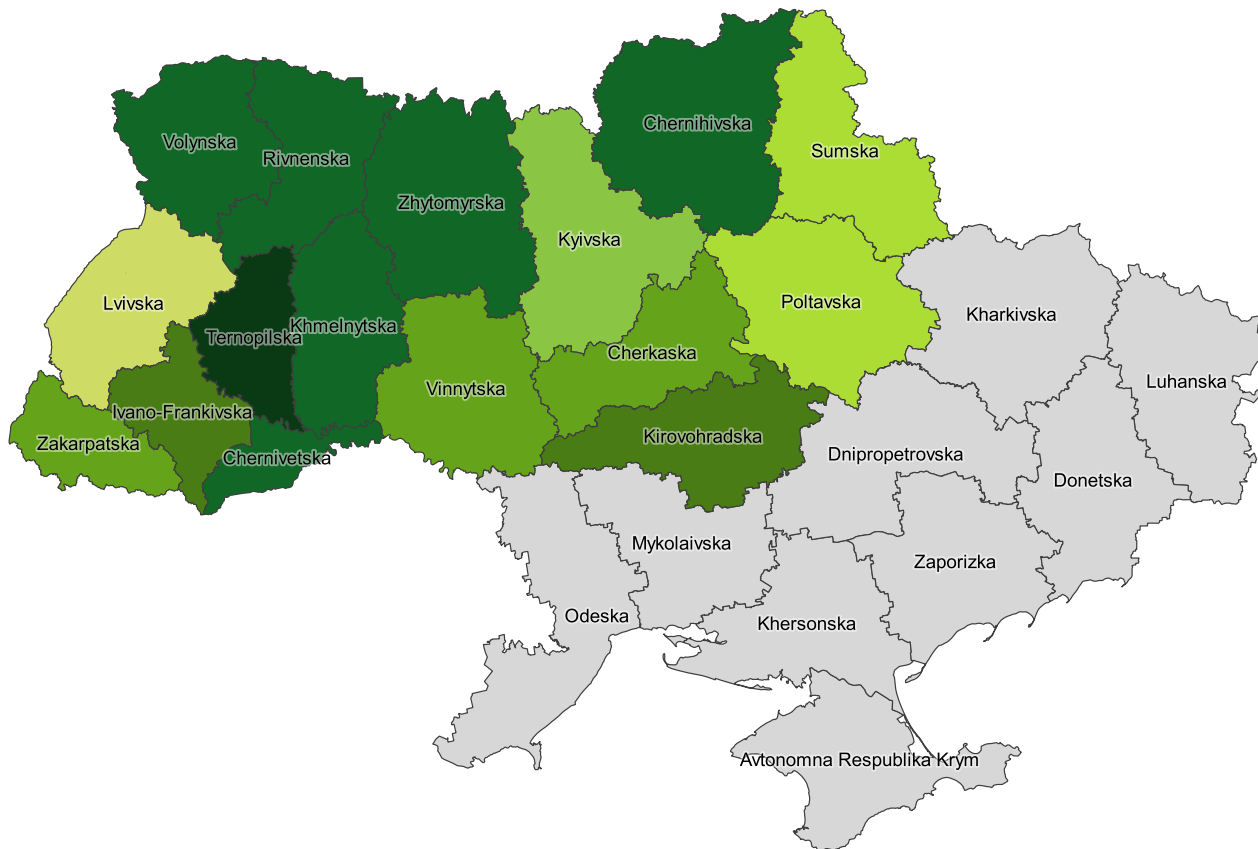 Chernihivska
Volynska
Rivnenska
Sumska
Zhytomyrska
Kyivska
Lvivska
Poltavska
Kharkivska
Ternopilska
Khmelnytska
Cherkaska
Luhanska
Vinnytska
Ivano-Frankivska
Zakarpatska
Kirovohradska
Chernivetska
Dnipropetrovska
Donetska
Mykolaivska
Zaporizka
Odeska
Khersonska
Avtonomna Respublika Krym